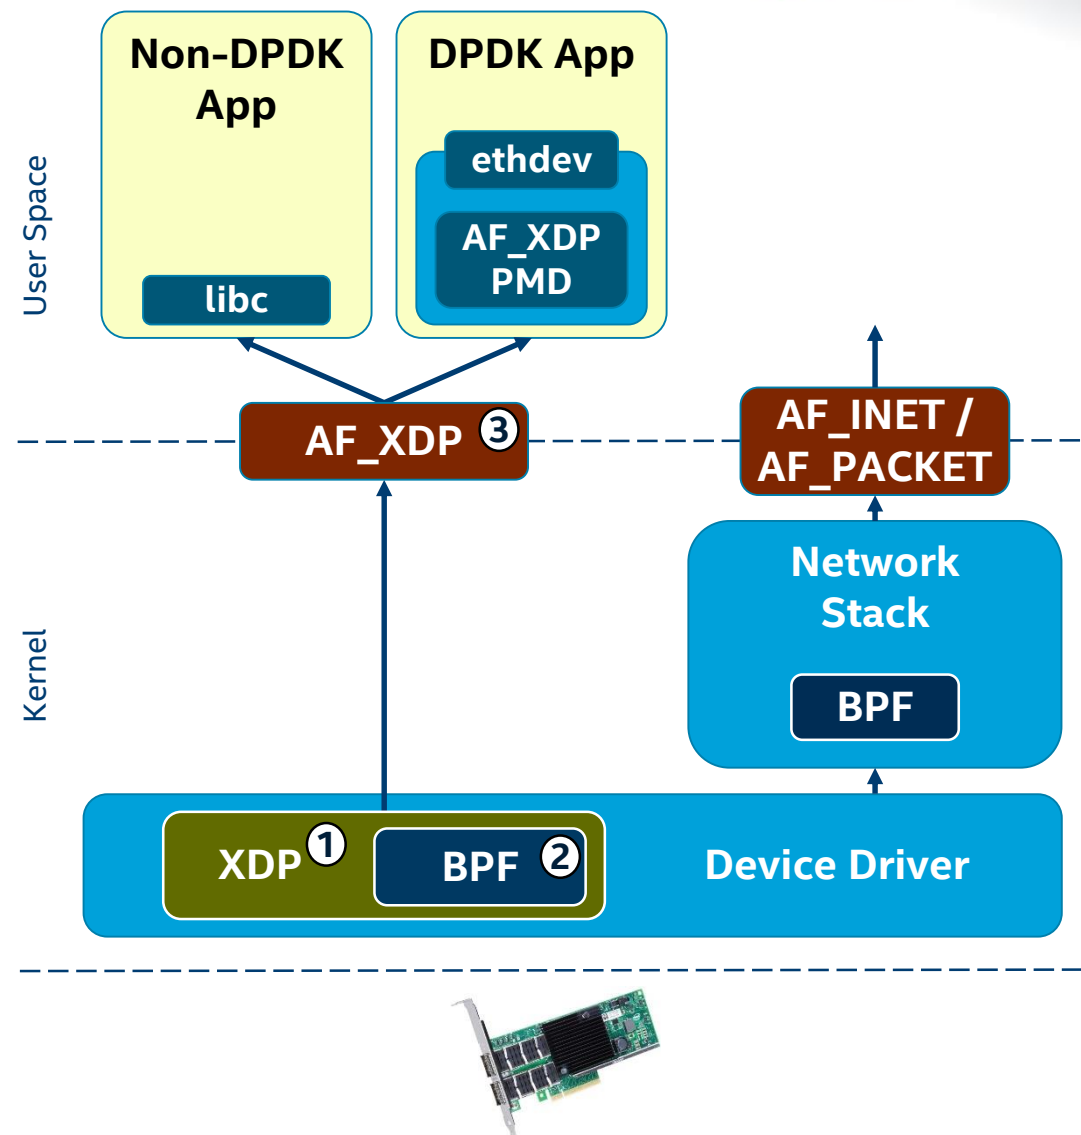 Non-DPDK
App
DPDK App
ethdev
AF_XDP
PMD
libc
User Space
AF_XDP 3
AF_INET /
AF_PACKET
Network
Stack
BPF
Kernel
XDP 1
BPF 2
Device Driver